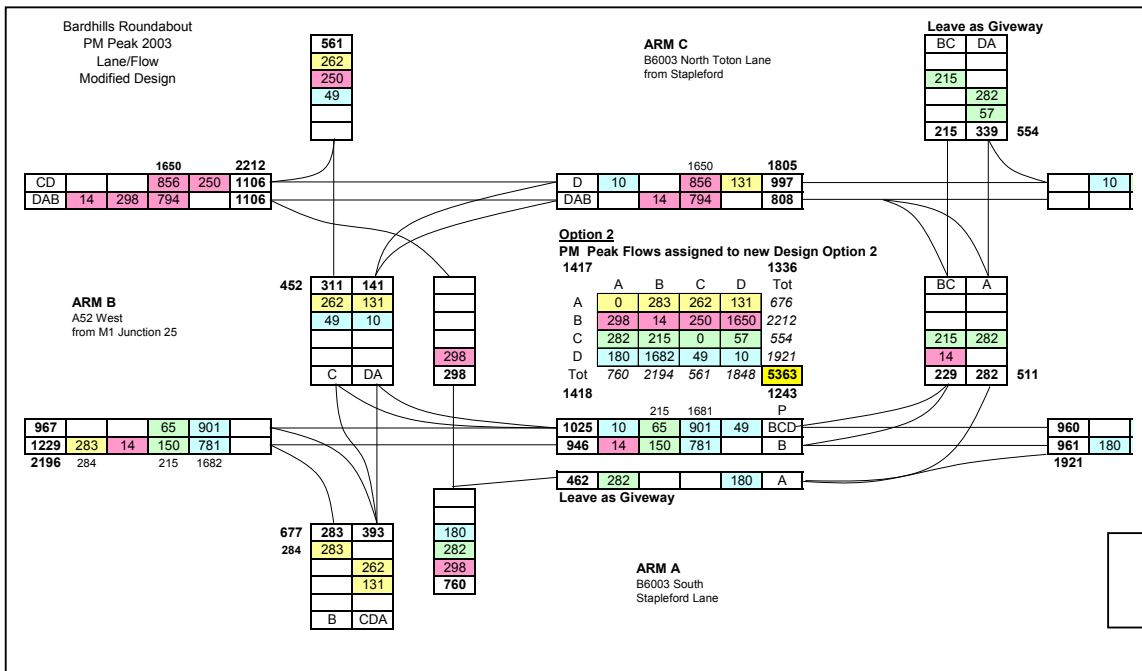 Bardhills Roundabout
PM Peak 2003
Lane/Flow
Modified Design
561
262
250
49
ARM C
B6003 North Toton Lane
from Stapleford
Leave as Giveway
BC DA
215
282
57
215 339 554
1650 2212
CD 856 250 1106
DAB 14 298 794 1106
1650 1805
D 10 856 131 997
DAB 14 794 808
10
Option 2
PM Peak Flows assigned to new Design Option 2
1417 1336
A B C D Tot
A 0 283 262 131 676
B 298 14 250 1650 2212
C 282 215 0 57 554
D 180 1682 49 10 1921
Tot 760 2194 561 1848 5363
1418 1243
452 311 141
262 131
49 10
C DA
298
298
ARM B
A52 West
from M1 Junction 25
BC A
215 282
14
229 282 511
967 65 901
1229 283 14 150 781
2196 284 215 1682
215 1681 P
1025 10 65 901 49 BCD
946 14 150 781 B
462 282 180 A
Leave as Giveway
960
961 180
1921
677 283 393
284 283
262
131
B CDA
180
282
298
760
ARM A
B6003 South
Stapleford Lane